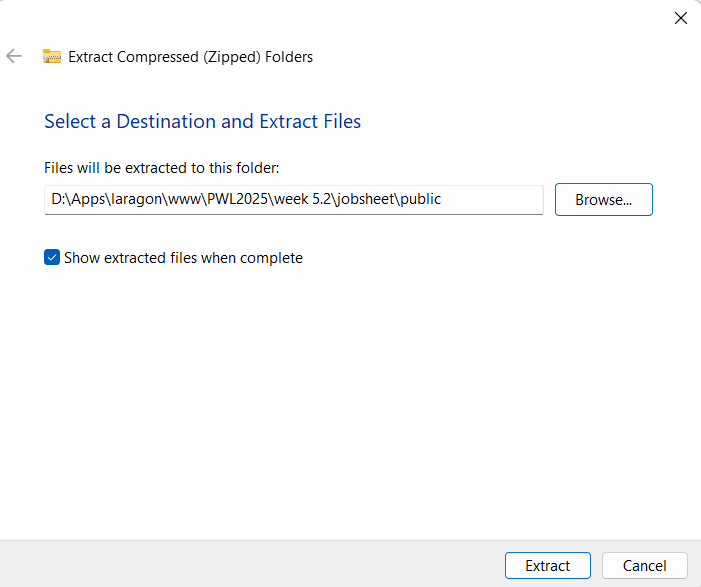 Extract Compressed (Zipped) Folders
Select a Destination and Extract Files
Files will be extracted to this folder:
D:\Apps\laragon\www\PWL2025\week 5.2\jobsheet\public
Browse...
Show extracted files when complete
Extract
Cancel